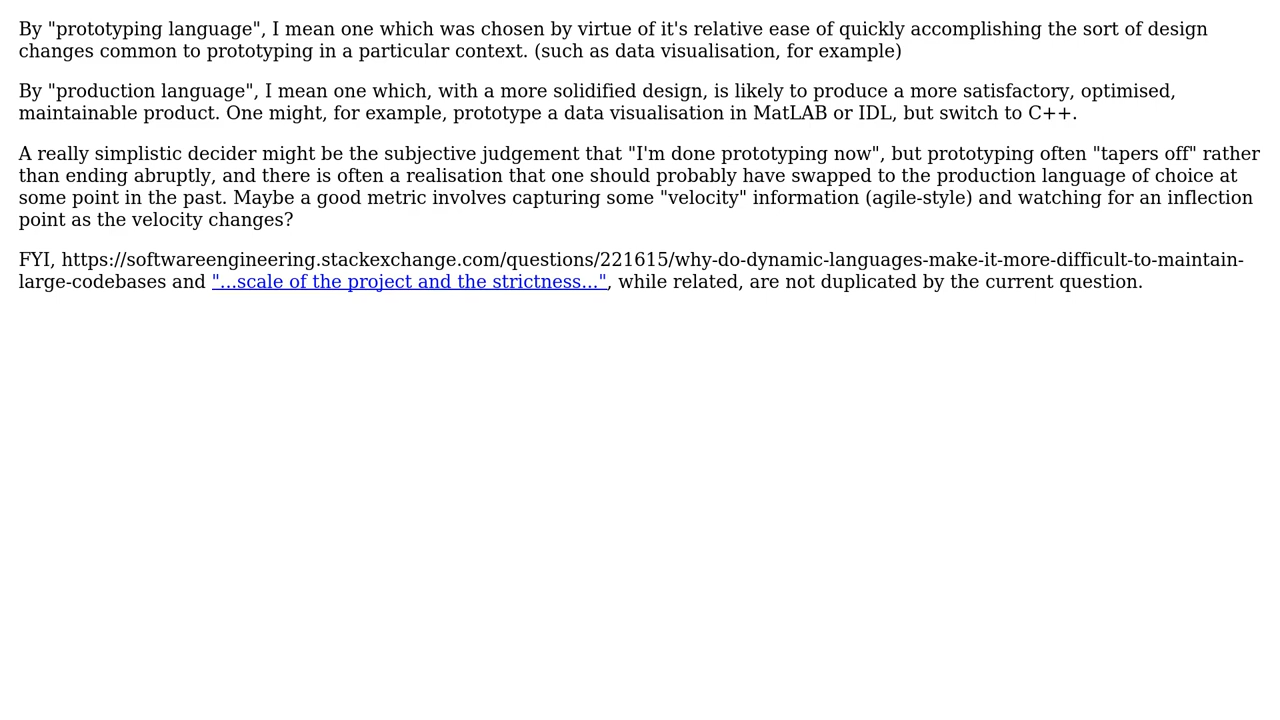 By "prototyping language", I mean one which was chosen by virtue of it's relative ease of quickly accomplishing the sort of design
changes common to prototyping in a particular context. (such as data visualisation, for example)
By "production language", I mean one which, with a more solidified design, is likely to produce a more satisfactory, optimised,
maintainable product. One might, for example, prototype a data visualisation in MatLAB or IDL, but switch to C++.
A really simplistic decider might be the subjective judgement that "I'm done prototyping now", but prototyping often "tapers off" rather
than ending abruptly, and there is often a realisation that one should probably have swapped to the production language of choice at
some point in the past. Maybe a good metric involves capturing some "velocity" information (agile-style) and watching for an inflection
point as the velocity changes?
FYI, https://softwareengineering.stackexchange.com/questions/221615/why-do-dynamic-languages-make-it-more-difficult-to-maintain-
large-codebases and "...scale of the project and the strictness...", while related, are not duplicated by the current question.